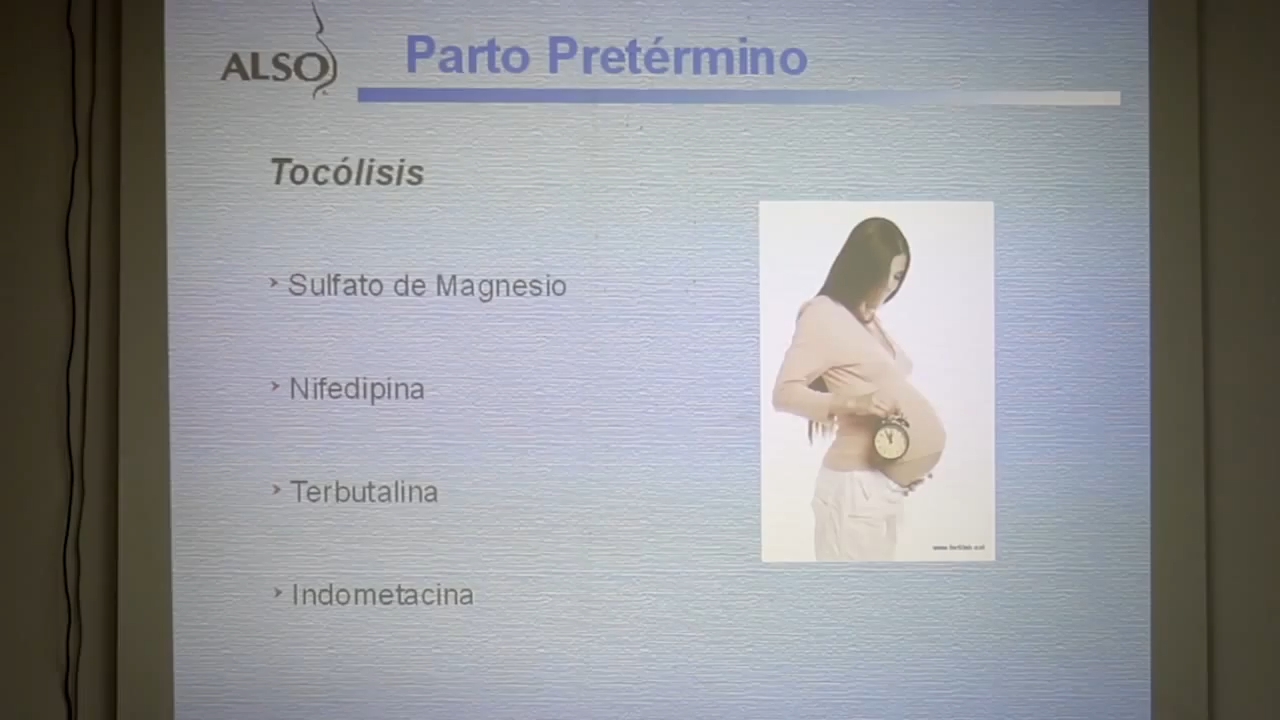 ALSO
Parto Pretérmino
Tocólisis
Sulfato de Magnesio
Nifedipina
Terbutalina
Indometacina